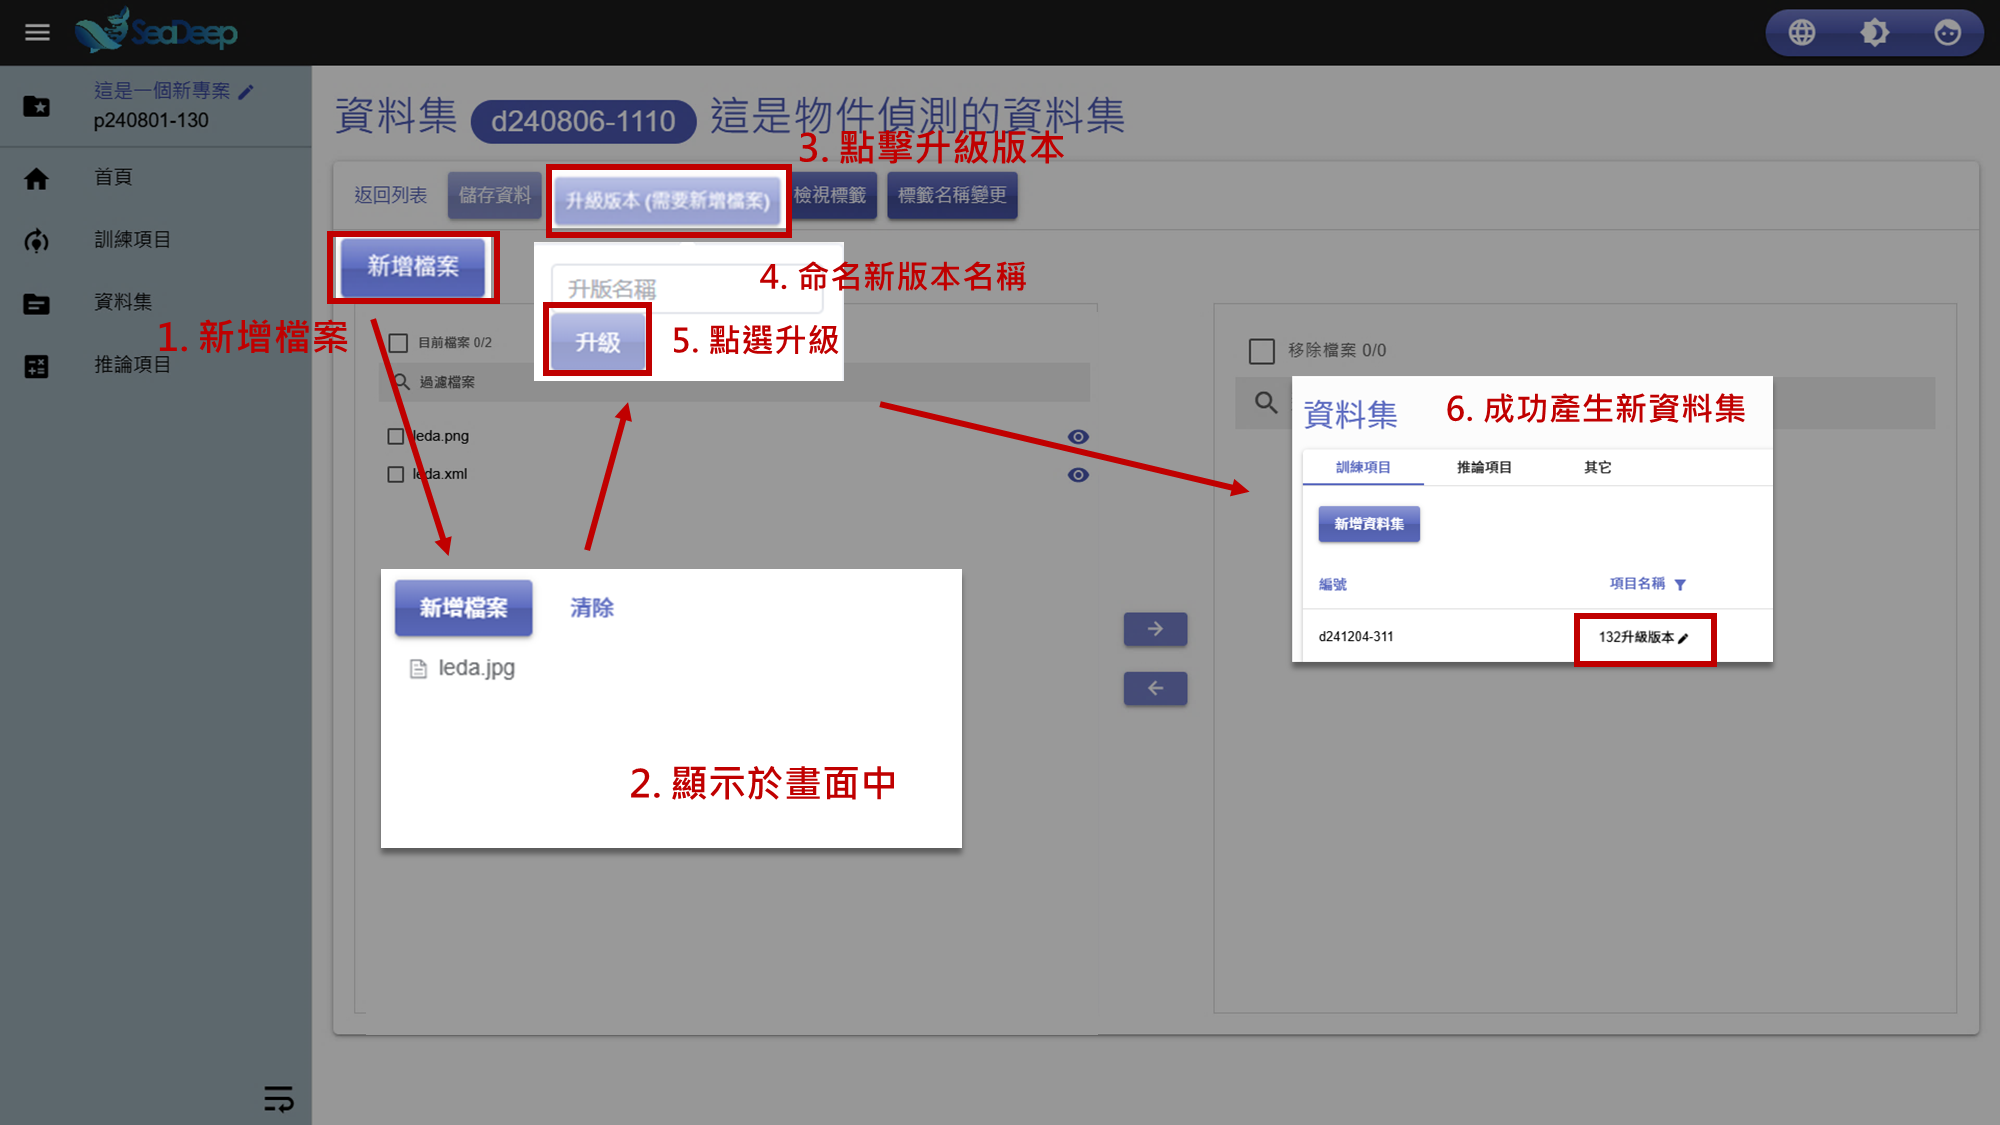 SeaDeep
這是一個新專案
p240801-130
首頁
訓練項目
資料集
推論項目
資料集 d240806-1110 這是物件偵測的資料集
3. 點擊升級版本
返回列表 儲存資料 升級版本 (需要新增檔案) 檢視標籤 標籤名稱變更
新增檔案
1. 新增檔案
升版名稱
4. 命名新版本名稱
升級
5. 點選升級
目前檔案 0/2
過濾檔案
leda.png
leda.xml
新增檔案 清除
leda.jpg
2. 顯示於畫面中
移除檔案 0/0
資料集
6. 成功產生新資料集
訓練項目 推論項目 其它
新增資料集
編號 項目名稱
d241204-311 132升級版本